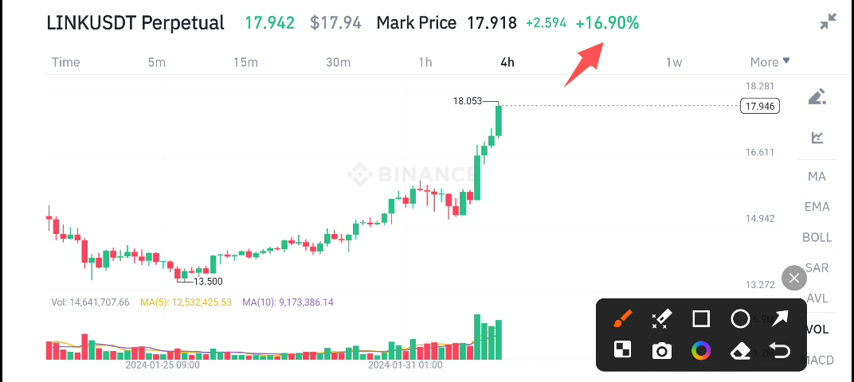 LINKUSDT Perpetual 17.942 $17.94 Mark Price 17.918 +2.594 +16.90%
Time 5m 15m 30m 1h 4h 1w More
18.281
18.053
17.946
16.611
BINANCE
MA
EMA
14.942
BOLL
SAR
13.500
13.272
AVL
Vol: 14,641,707.66 MA(5): 12,532,425.53 MA(10): 9,173,386.14
VOL
MACD
2024-01-25 09:00 2024-01-31 01:00